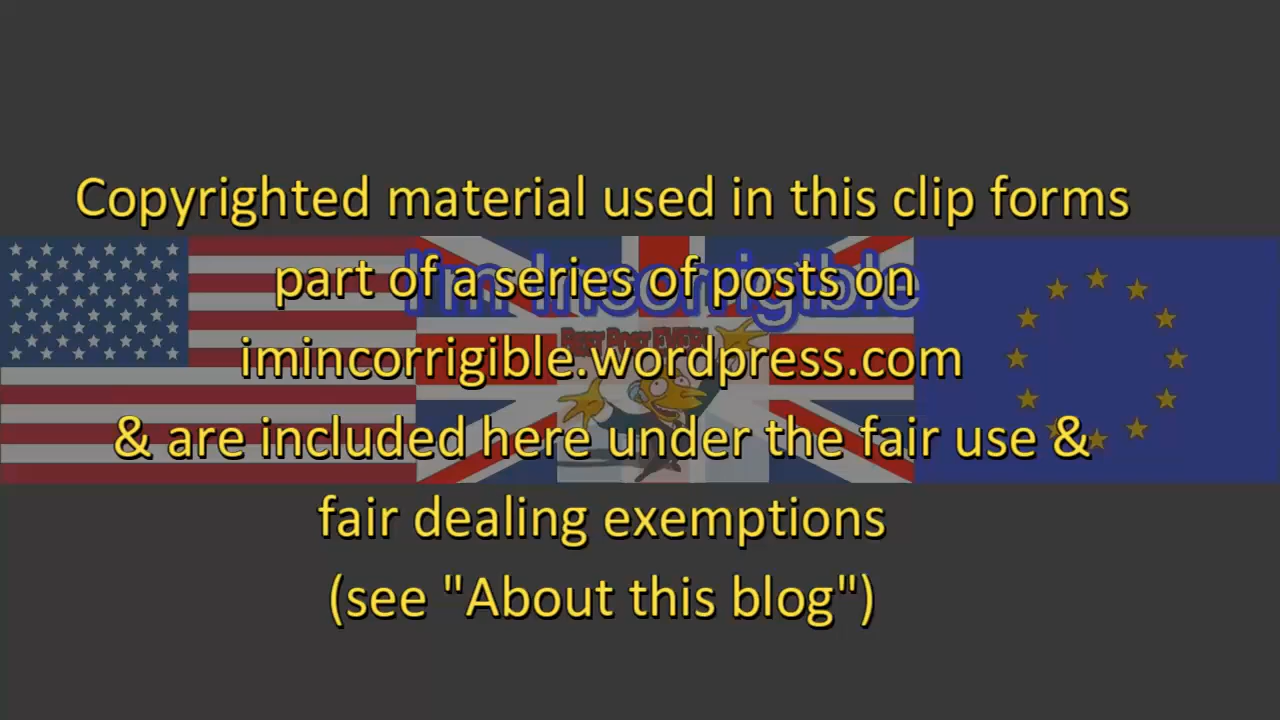 Copyrighted material used in this clip forms
I'm Incorrigible
part of a series of posts on
imincorrigible.wordpress.com
& are included here under the fair use &
fair dealing exemptions
(see "About this blog")